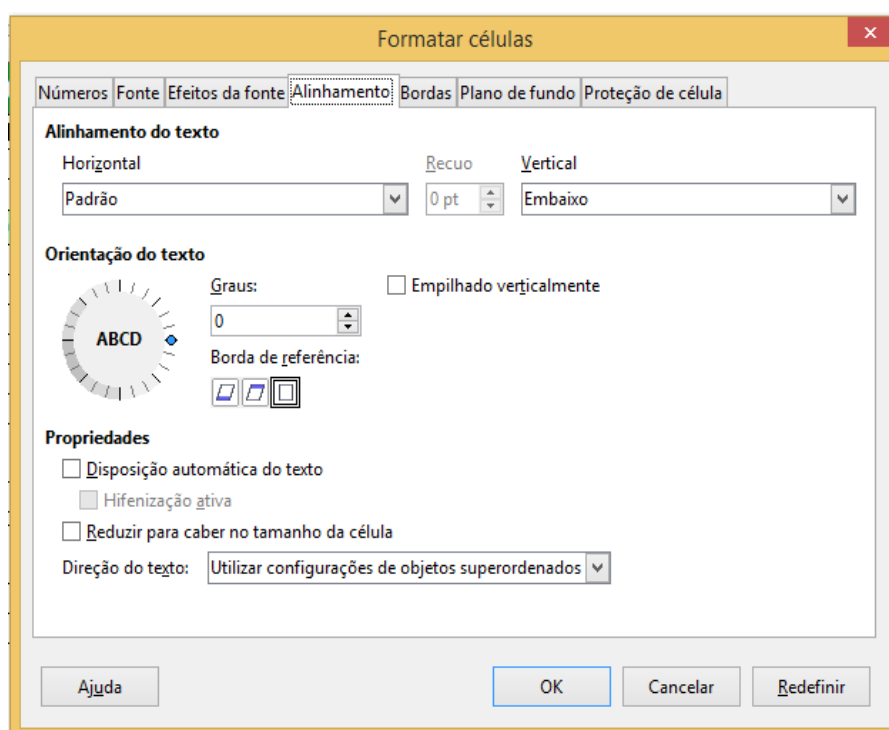 Formatar células
Números Fonte Efeitos da fonte Alinhamento Bordas Plano de fundo Proteção de célula
Alinhamento do texto
Horizontal Recuo Vertical
Padrão 0 pt Embaixo
Orientação do texto
Graus: Empilhado verticalmente
0
ABCD
Borda de referência:
Propriedades
Disposição automática do texto
Hifenização ativa
Reduzir para caber no tamanho da célula
Direção do texto: Utilizar configurações de objetos superordenados
Ajuda OK Cancelar Redefinir